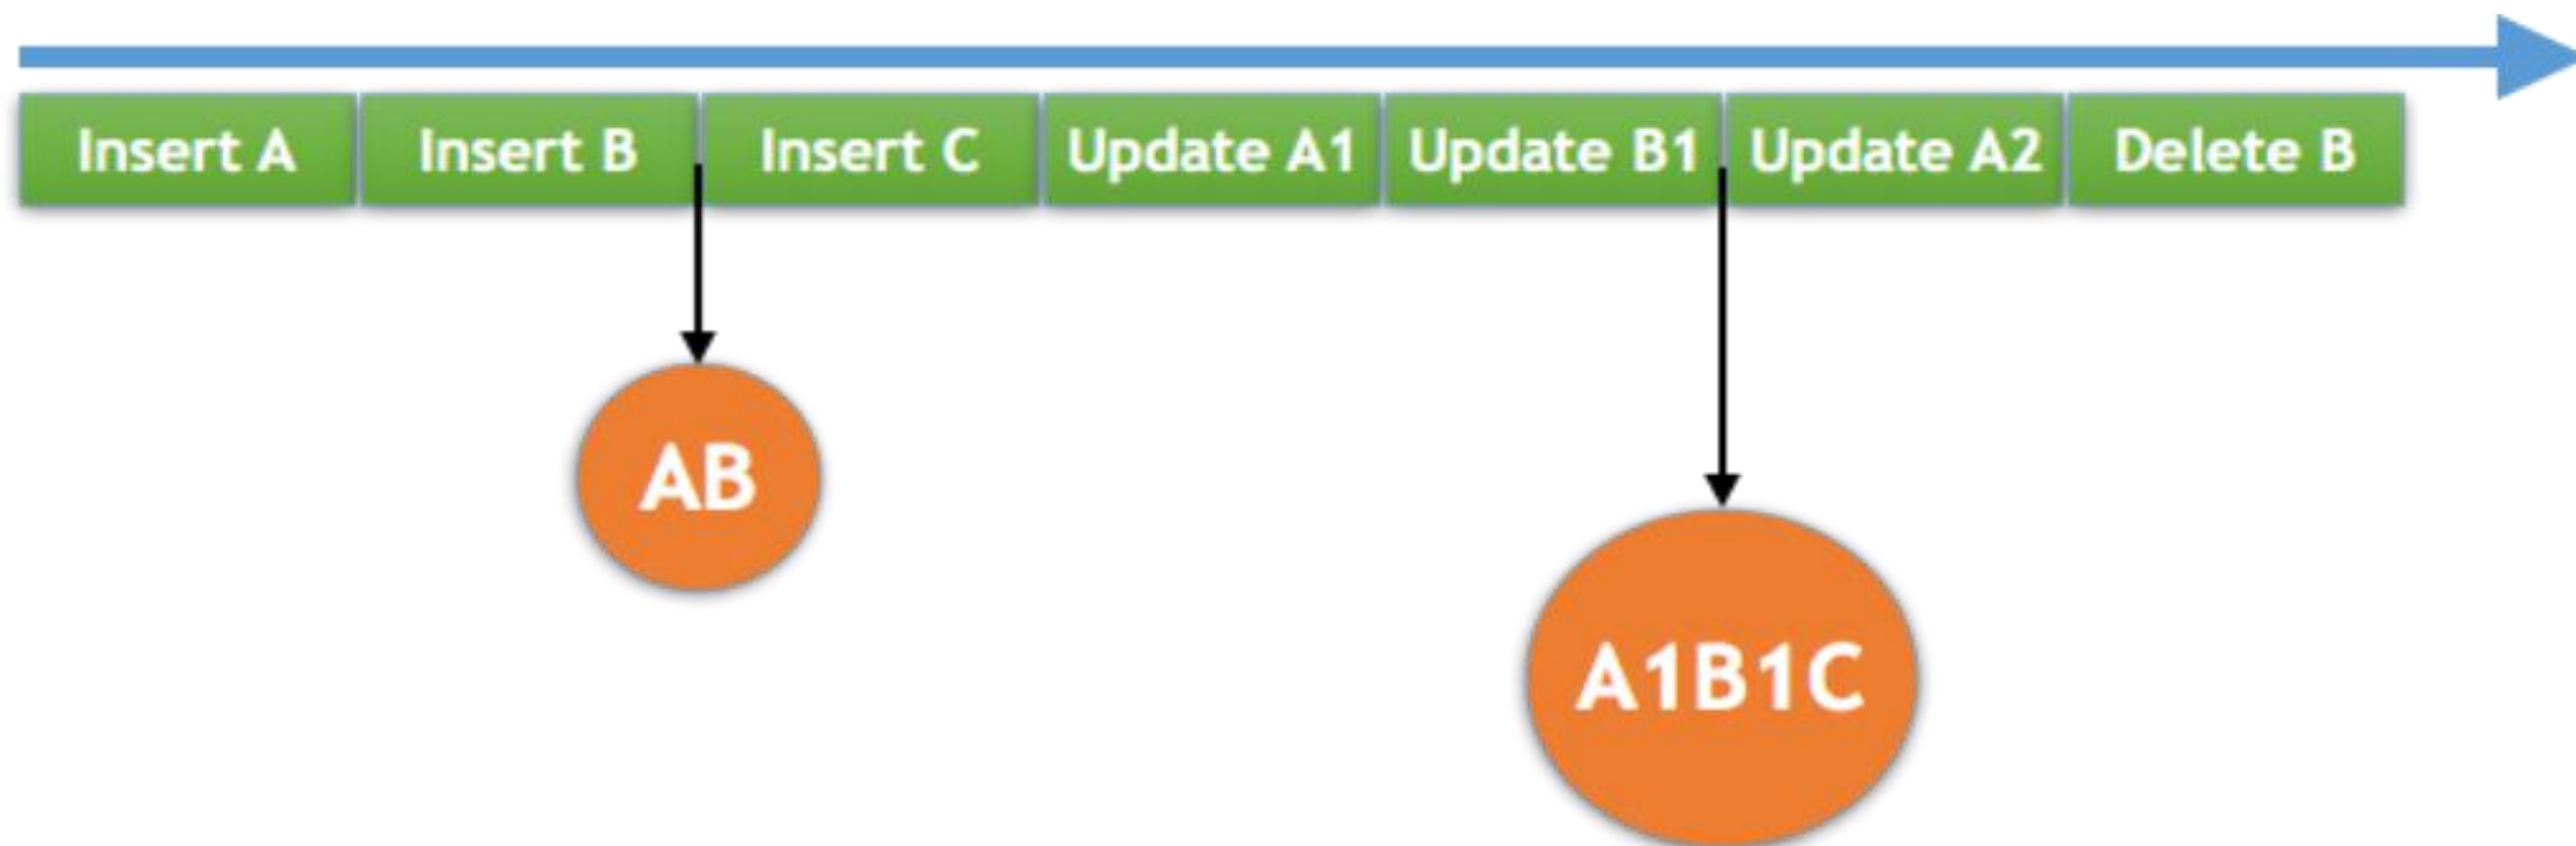 Insert A
Insert B
Insert C
Update A1
Update B1
Update A2
Delete B
AB
A1B1C